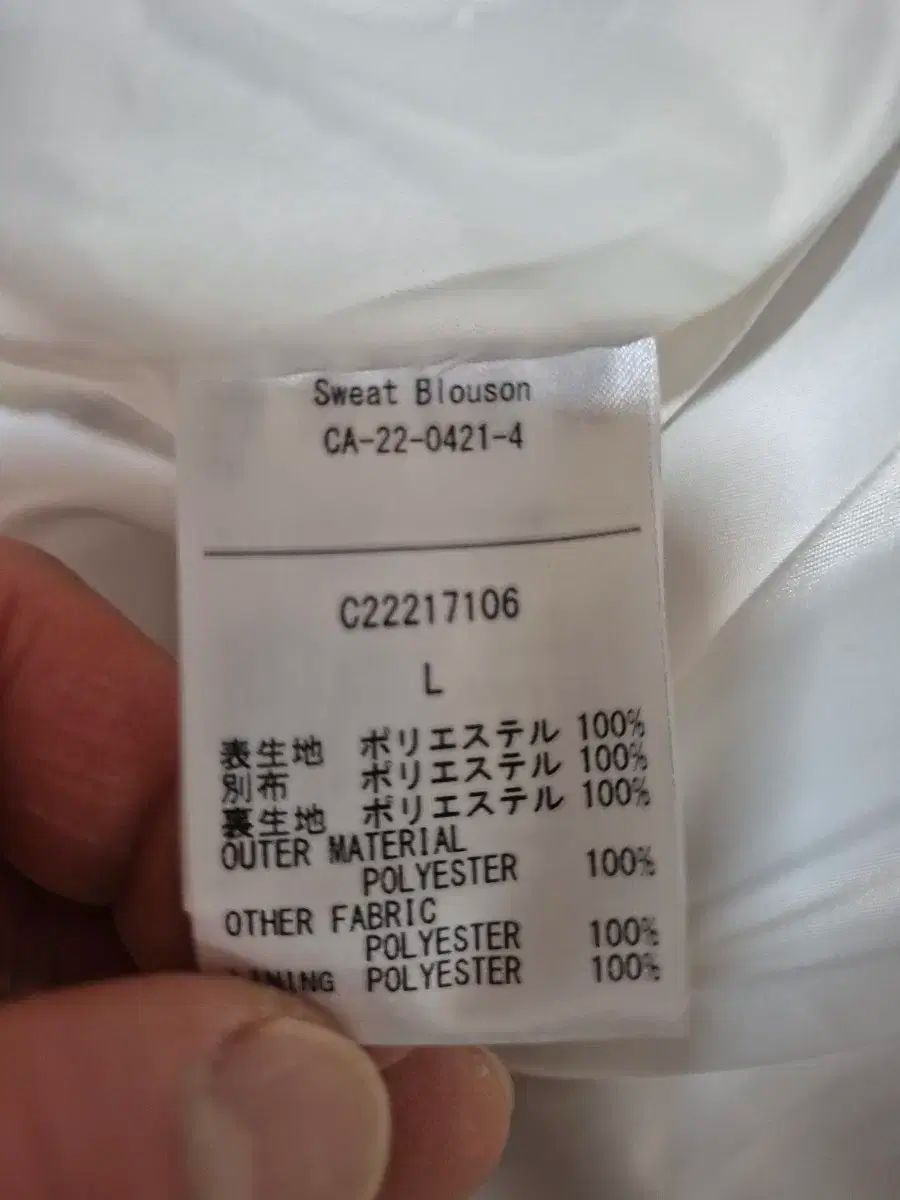 Sweat Blouson
CA-22-0421-4
C22217106
L
表生地 ポリエステル 100%
別布 ポリエステル 100%
裏生地 ポリエステル 100%
OUTER MATERIAL
POLYESTER 100%
OTHER FABRIC
POLYESTER 100%
LINING POLYESTER 100%